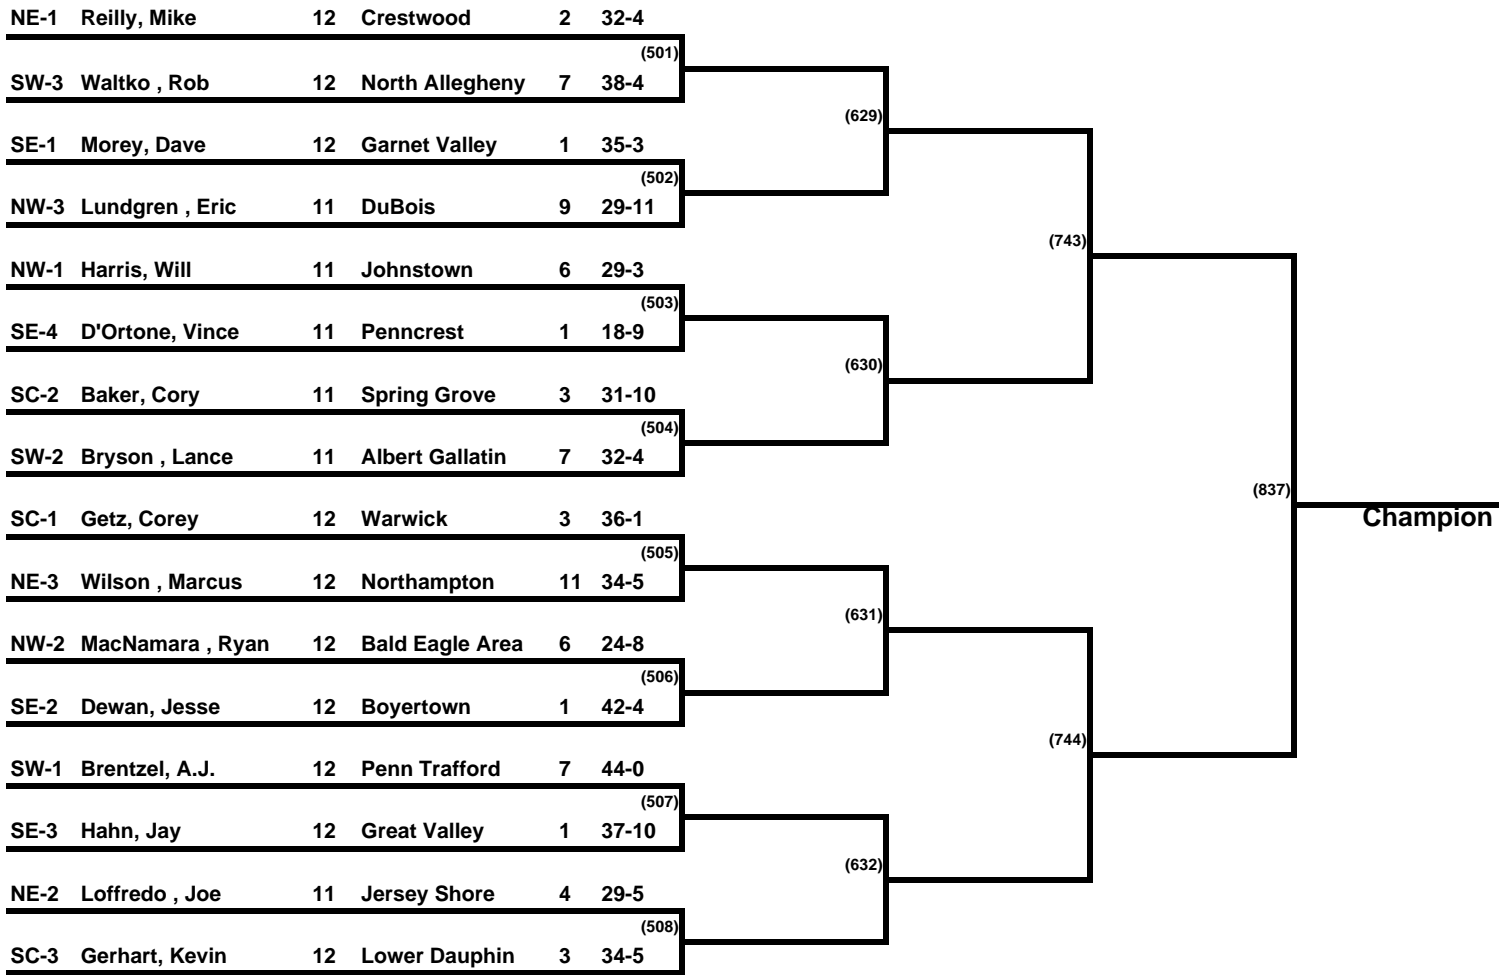 NE-1 Reilly, Mike 12 Crestwood 2 32-4
(501)
SW-3 Waltko , Rob 12 North Allegheny 7 38-4
(629)
SE-1 Morey, Dave 12 Garnet Valley 1 35-3
(502)
NW-3 Lundgren , Eric 11 DuBois 9 29-11
(743)
NW-1 Harris, Will 11 Johnstown 6 29-3
(503)
SE-4 D'Ortone, Vince 11 Penncrest 1 18-9
(630)
SC-2 Baker, Cory 11 Spring Grove 3 31-10
(504)
SW-2 Bryson , Lance 11 Albert Gallatin 7 32-4
(837)
SC-1 Getz, Corey 12 Warwick 3 36-1
Champion
(505)
NE-3 Wilson , Marcus 12 Northampton 11 34-5
(631)
NW-2 MacNamara , Ryan 12 Bald Eagle Area 6 24-8
(506)
SE-2 Dewan, Jesse 12 Boyertown 1 42-4
(744)
SW-1 Brentzel, A.J. 12 Penn Trafford 7 44-0
(507)
SE-3 Hahn, Jay 12 Great Valley 1 37-10
(632)
NE-2 Loffredo , Joe 11 Jersey Shore 4 29-5
(508)
SC-3 Gerhart, Kevin 12 Lower Dauphin 3 34-5